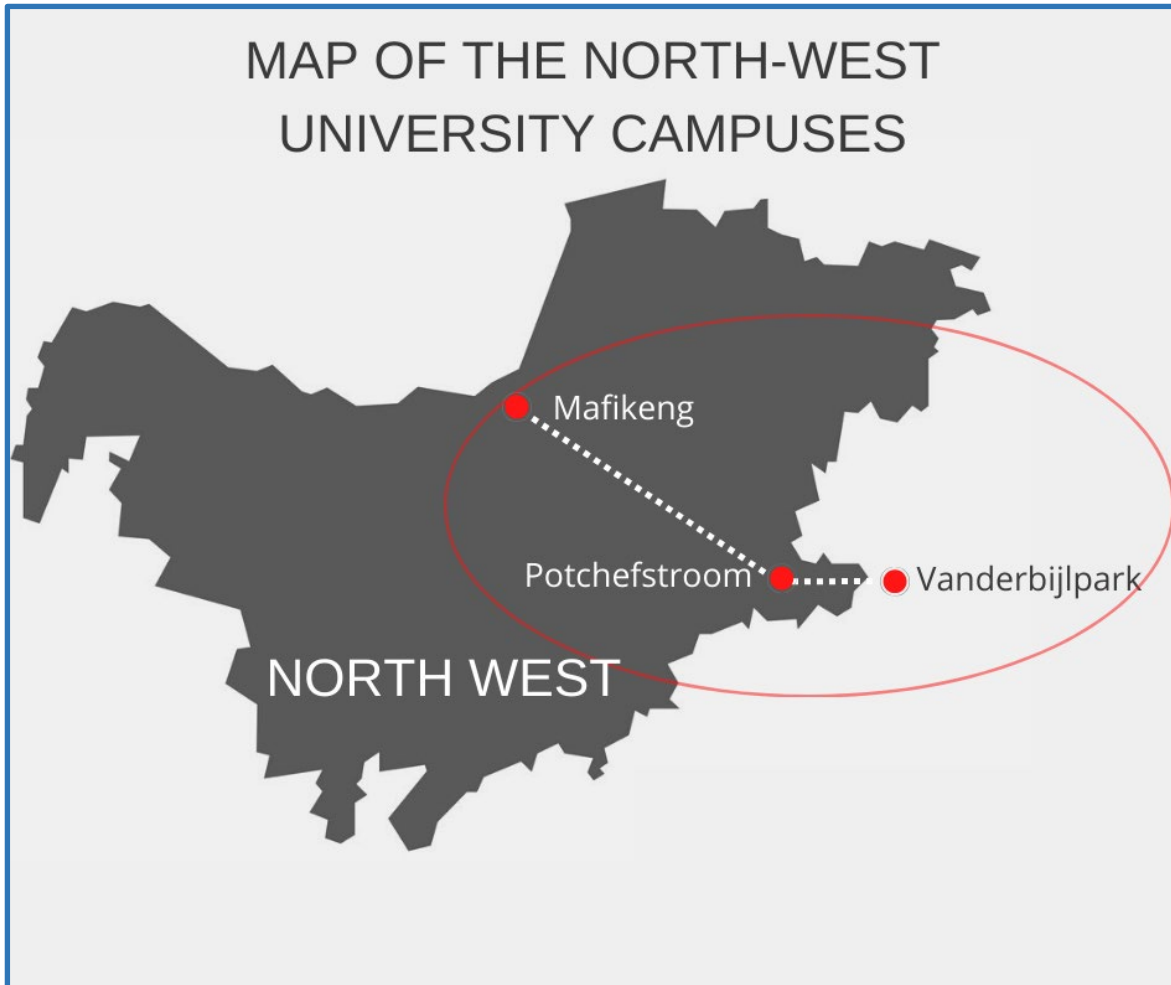 MAP OF THE NORTH-WEST
UNIVERSITY CAMPUSES
Mafikeng
Potchefstroom
Vanderbijlpark
NORTH WEST